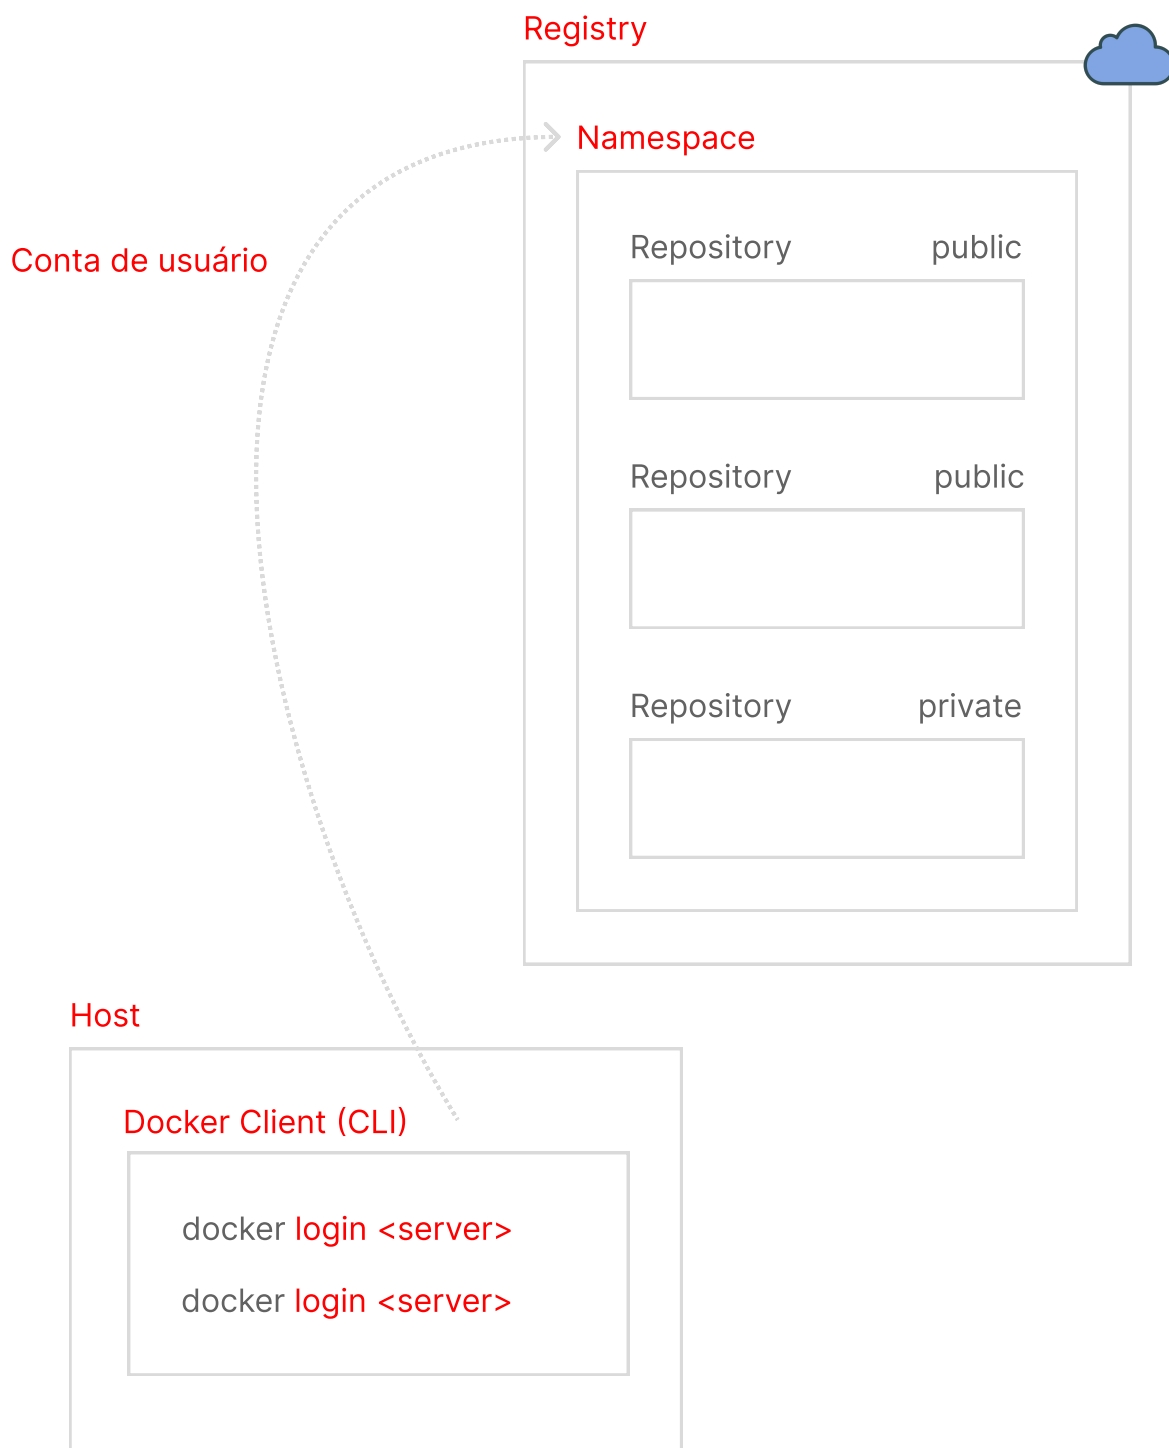 Registry
Namespace
Conta de usuário
Repository public
Repository public
Repository private
Host
Docker Client (CLI)
docker login <server>
docker login <server>